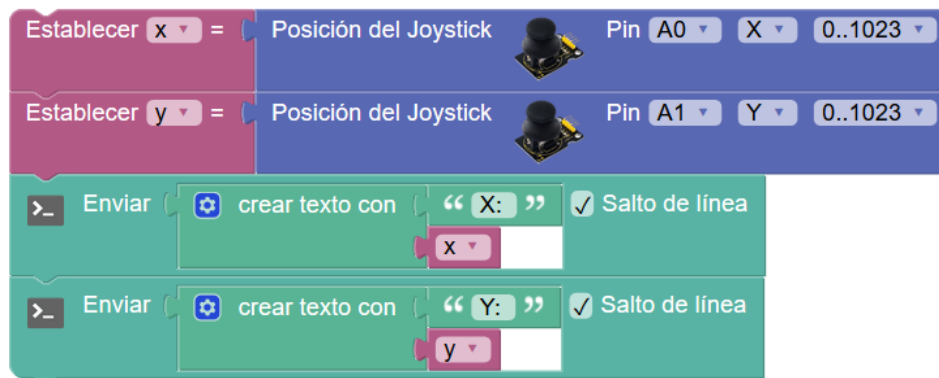 Establecer x = Posición del Joystick Pin A0 X 0..1023
Establecer y = Posición del Joystick Pin A1 Y 0..1023
>_ Enviar crear texto con “ X: ” ✓ Salto de línea
x
>_ Enviar crear texto con “ Y: ” ✓ Salto de línea
y